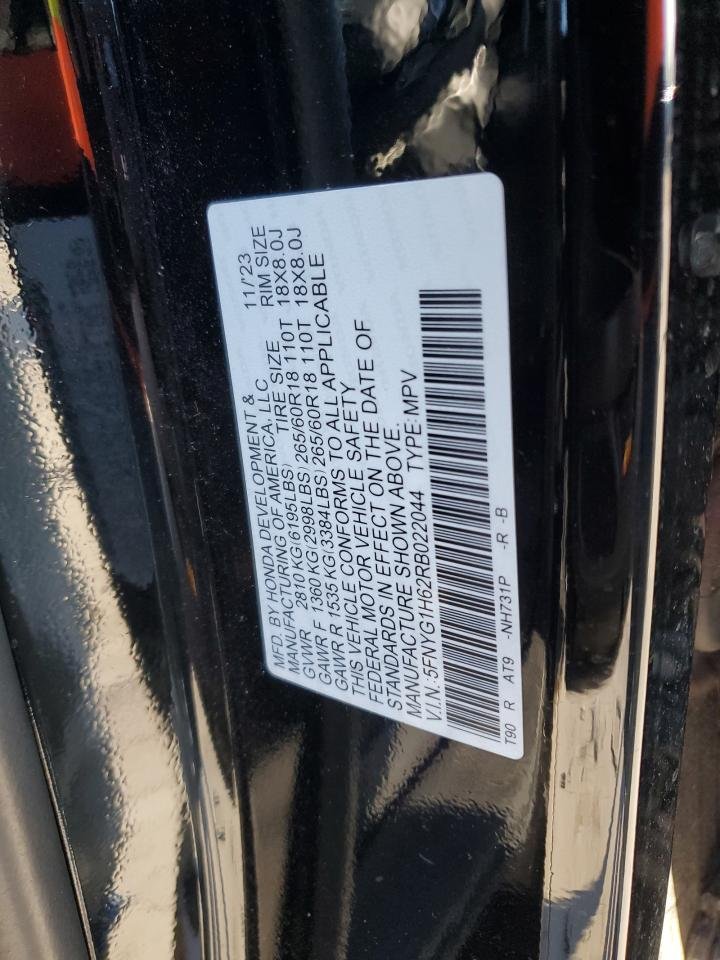 MFD. BY HONDA DEVELOPMENT &
MANUFACTURING OF AMERICA, LLC 11/'23
GVWR 2810 KG(6195LBS) TIRE SIZE RIM SIZE
GAWR F 1360 KG(2998LBS) 265/60R18 110T 18X8.0J
GAWR R 1535 KG(3384LBS) 265/60R18 110T 18X8.0J
THIS VEHICLE CONFORMS TO ALL APPLICABLE
FEDERAL MOTOR VEHICLE SAFETY
STANDARDS IN EFFECT ON THE DATE OF
MANUFACTURE SHOWN ABOVE.
V.I.N.:5FNYG1H62RB022044 TYPE:MPV
T90 R AT9 -NH731P -R -B